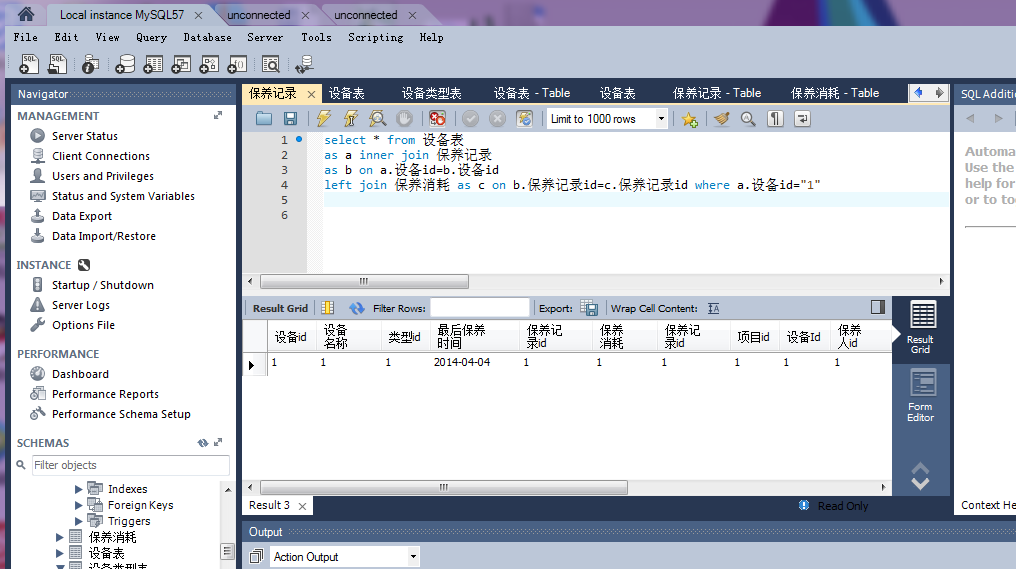 Local instance MySQL57
unconnected
unconnected
File Edit View Query Database Server Tools Scripting Help
Navigator
MANAGEMENT
Server Status
Client Connections
Users and Privileges
Status and System Variables
Data Export
Data Import/Restore
INSTANCE
Startup / Shutdown
Server Logs
Options File
PERFORMANCE
Dashboard
Performance Reports
Performance Schema Setup
SCHEMAS
Filter objects
Indexes
Foreign Keys
Triggers
保养消耗
设备表
设备类型表
保养记录 设备表 设备类型表 设备表 - Table 设备表 保养记录 - Table 保养消耗 - Table
Limit to 1000 rows
1 select * from 设备表
2 as a inner join 保养记录
3 as b on a.设备id=b.设备id
4 left join 保养消耗 as c on b.保养记录id=c.保养记录id where a.设备id="1"
5
6
Result Grid Filter Rows: Export: Wrap Cell Content:
设备id 设备名称 类型id 最后保养时间 保养记录id 保养消耗 保养记录id 项目id 设备Id 保养人id
1 1 1 2014-04-04 1 1 1 1 1 1
Result Grid
Form Editor
Result 3
Read Only
Output
Action Output
SQL Additi
Automa
Use the
help for
or to to
Context He